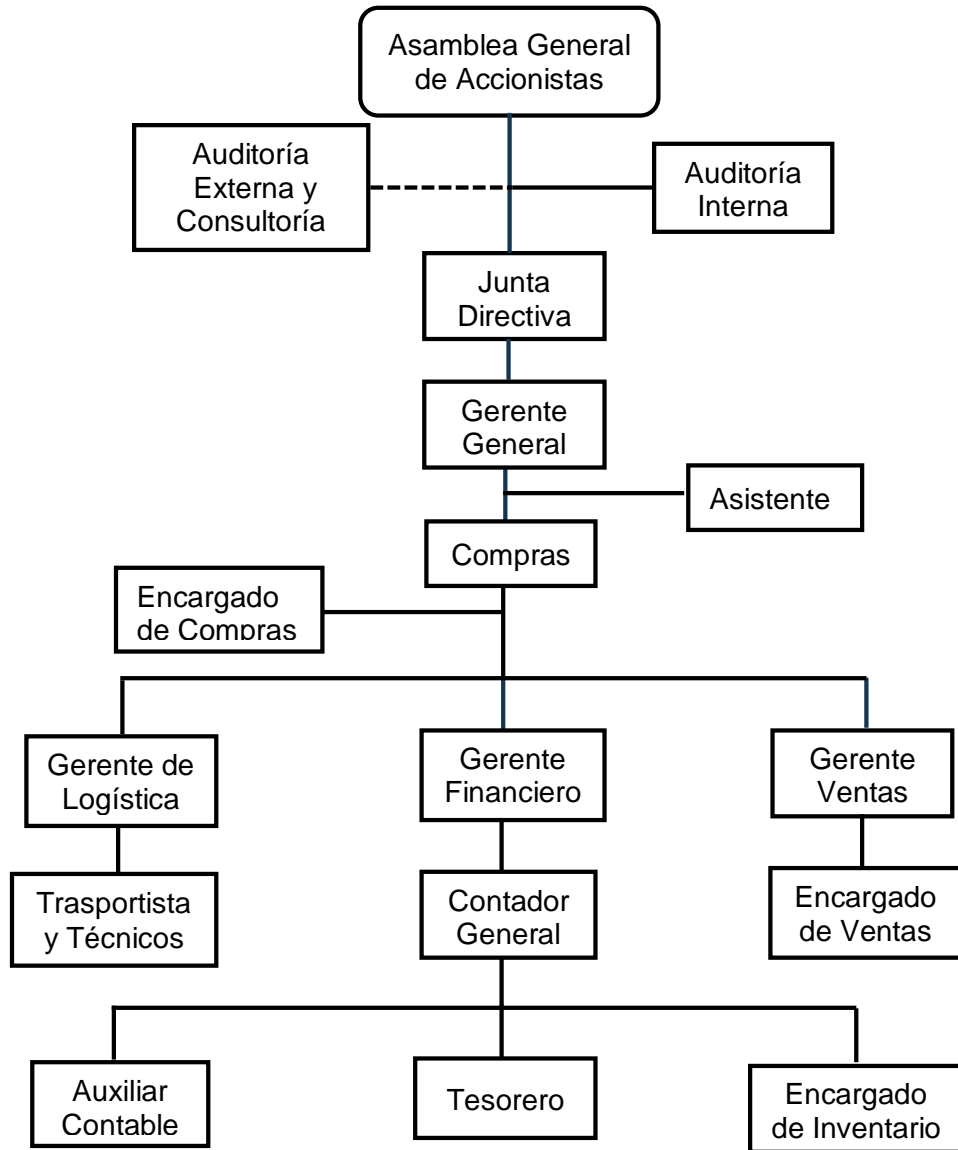 Asamblea General
de Accionistas
Auditoría
Externa y
Consultoría
Auditoría
Interna
Junta
Directiva
Gerente
General
Asistente
Compras
Encargado
de Compras
Gerente de
Logística
Gerente
Financiero
Gerente
Ventas
Trasportista
y Técnicos
Contador
General
Encargado
de Ventas
Auxiliar
Contable
Tesorero
Encargado
de Inventario